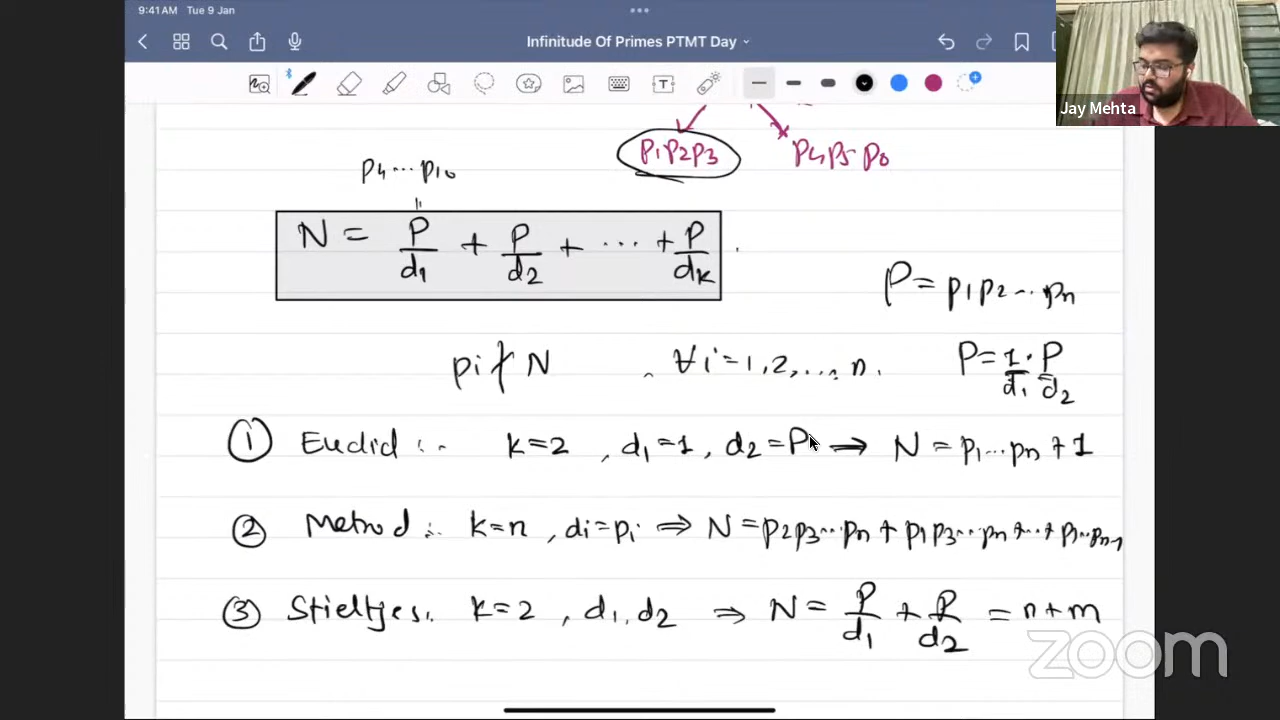 9:41 AM Tue 9 Jan
Infinitude Of Primes PTMT Day
Jay Mehta
p1p2p3
p4p5
p4 ... p10
N = P/d1 + P/d2 + ... + P/dk
P = p1p2 ... pn
pi ∤ N , ∀ i = 1, 2, ..., n.
P = 1 · P
d1 d2
① Euclid :- k=2 , d1=1, d2=P ⟹ N = p1...pn + 1
② Metrod :- k=n , di=pi ⟹ N = p2p3...pn + p1p3...pn + ... + p1...pn-1
③ Stieltjes: k=2 , d1, d2 ⟹ N = P/d1 + P/d2 = n+m
zoom